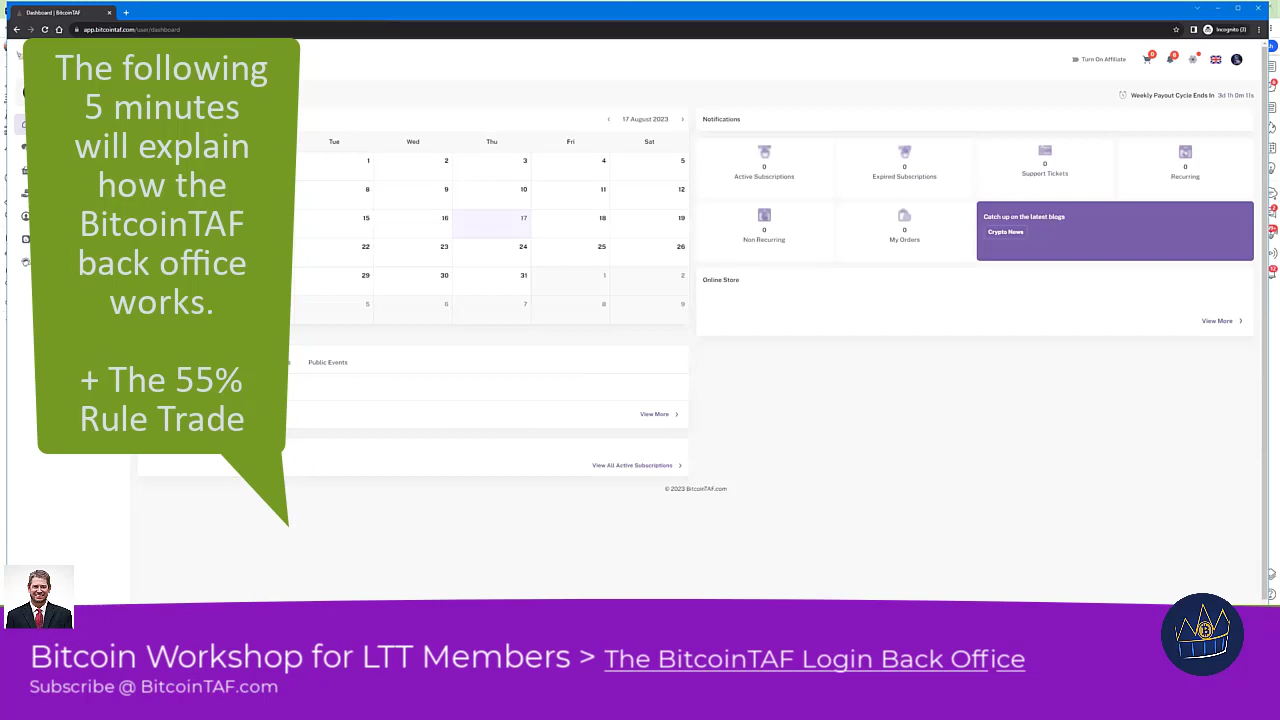 Dashboard | BitcoinTAF
app.bitcointaf.com/user/dashboard
Incognito (3)
The following
5 minutes
will explain
how the
BitcoinTAF
back office
works.
+ The 55%
Rule Trade
Turn On Affiliate
0
8
Weekly Payout Cycle Ends In 3d 1h 0m 11s
17 August 2023
Tue Wed Thu Fri Sat
1 2 3 4 5
8 9 10 11 12
15 16 17 18 19
22 23 24 25 26
29 30 31 1 2
5 6 7 8 9
Public Events
View More
View All Active Subscriptions
Notifications
0
Active Subscriptions
0
Expired Subscriptions
0
Support Tickets
0
Recurring
0
Non Recurring
0
My Orders
Catch up on the latest blogs
Crypto News
Online Store
View More
© 2023 BitcoinTAF.com
Bitcoin Workshop for LTT Members > The BitcoinTAF Login Back Office
Subscribe @ BitcoinTAF.com